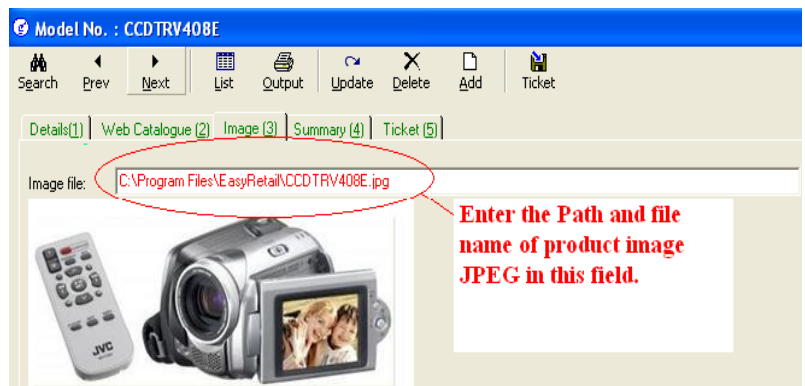 Model No. : CCDTRV408E
Search Prev Next List Output Update Delete Add Ticket
Details(1) Web Catalogue (2) Image (3) Summary (4) Ticket (5)
Image file: C:\Program Files\EasyRetail\CCDTRV408E.jpg
Enter the Path and file
name of product image
JPEG in this field.
JVC